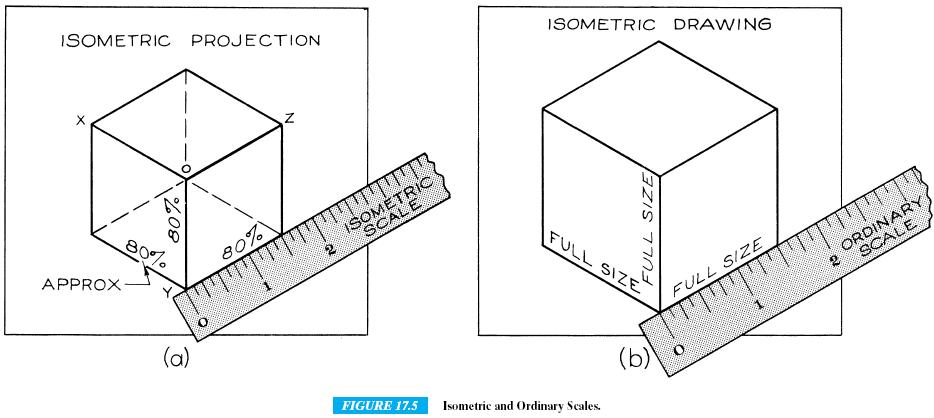 ISOMETRIC PROJECTION
X
Z
O
80%
80%
80%
APPROX
Y
0
1
2
ISOMETRIC
SCALE
(a)
ISOMETRIC DRAWING
FULL SIZE
FULL SIZE
FULL SIZE
0
1
2
ORDINARY
SCALE
(b)
FIGURE 17.5 Isometric and Ordinary Scales.